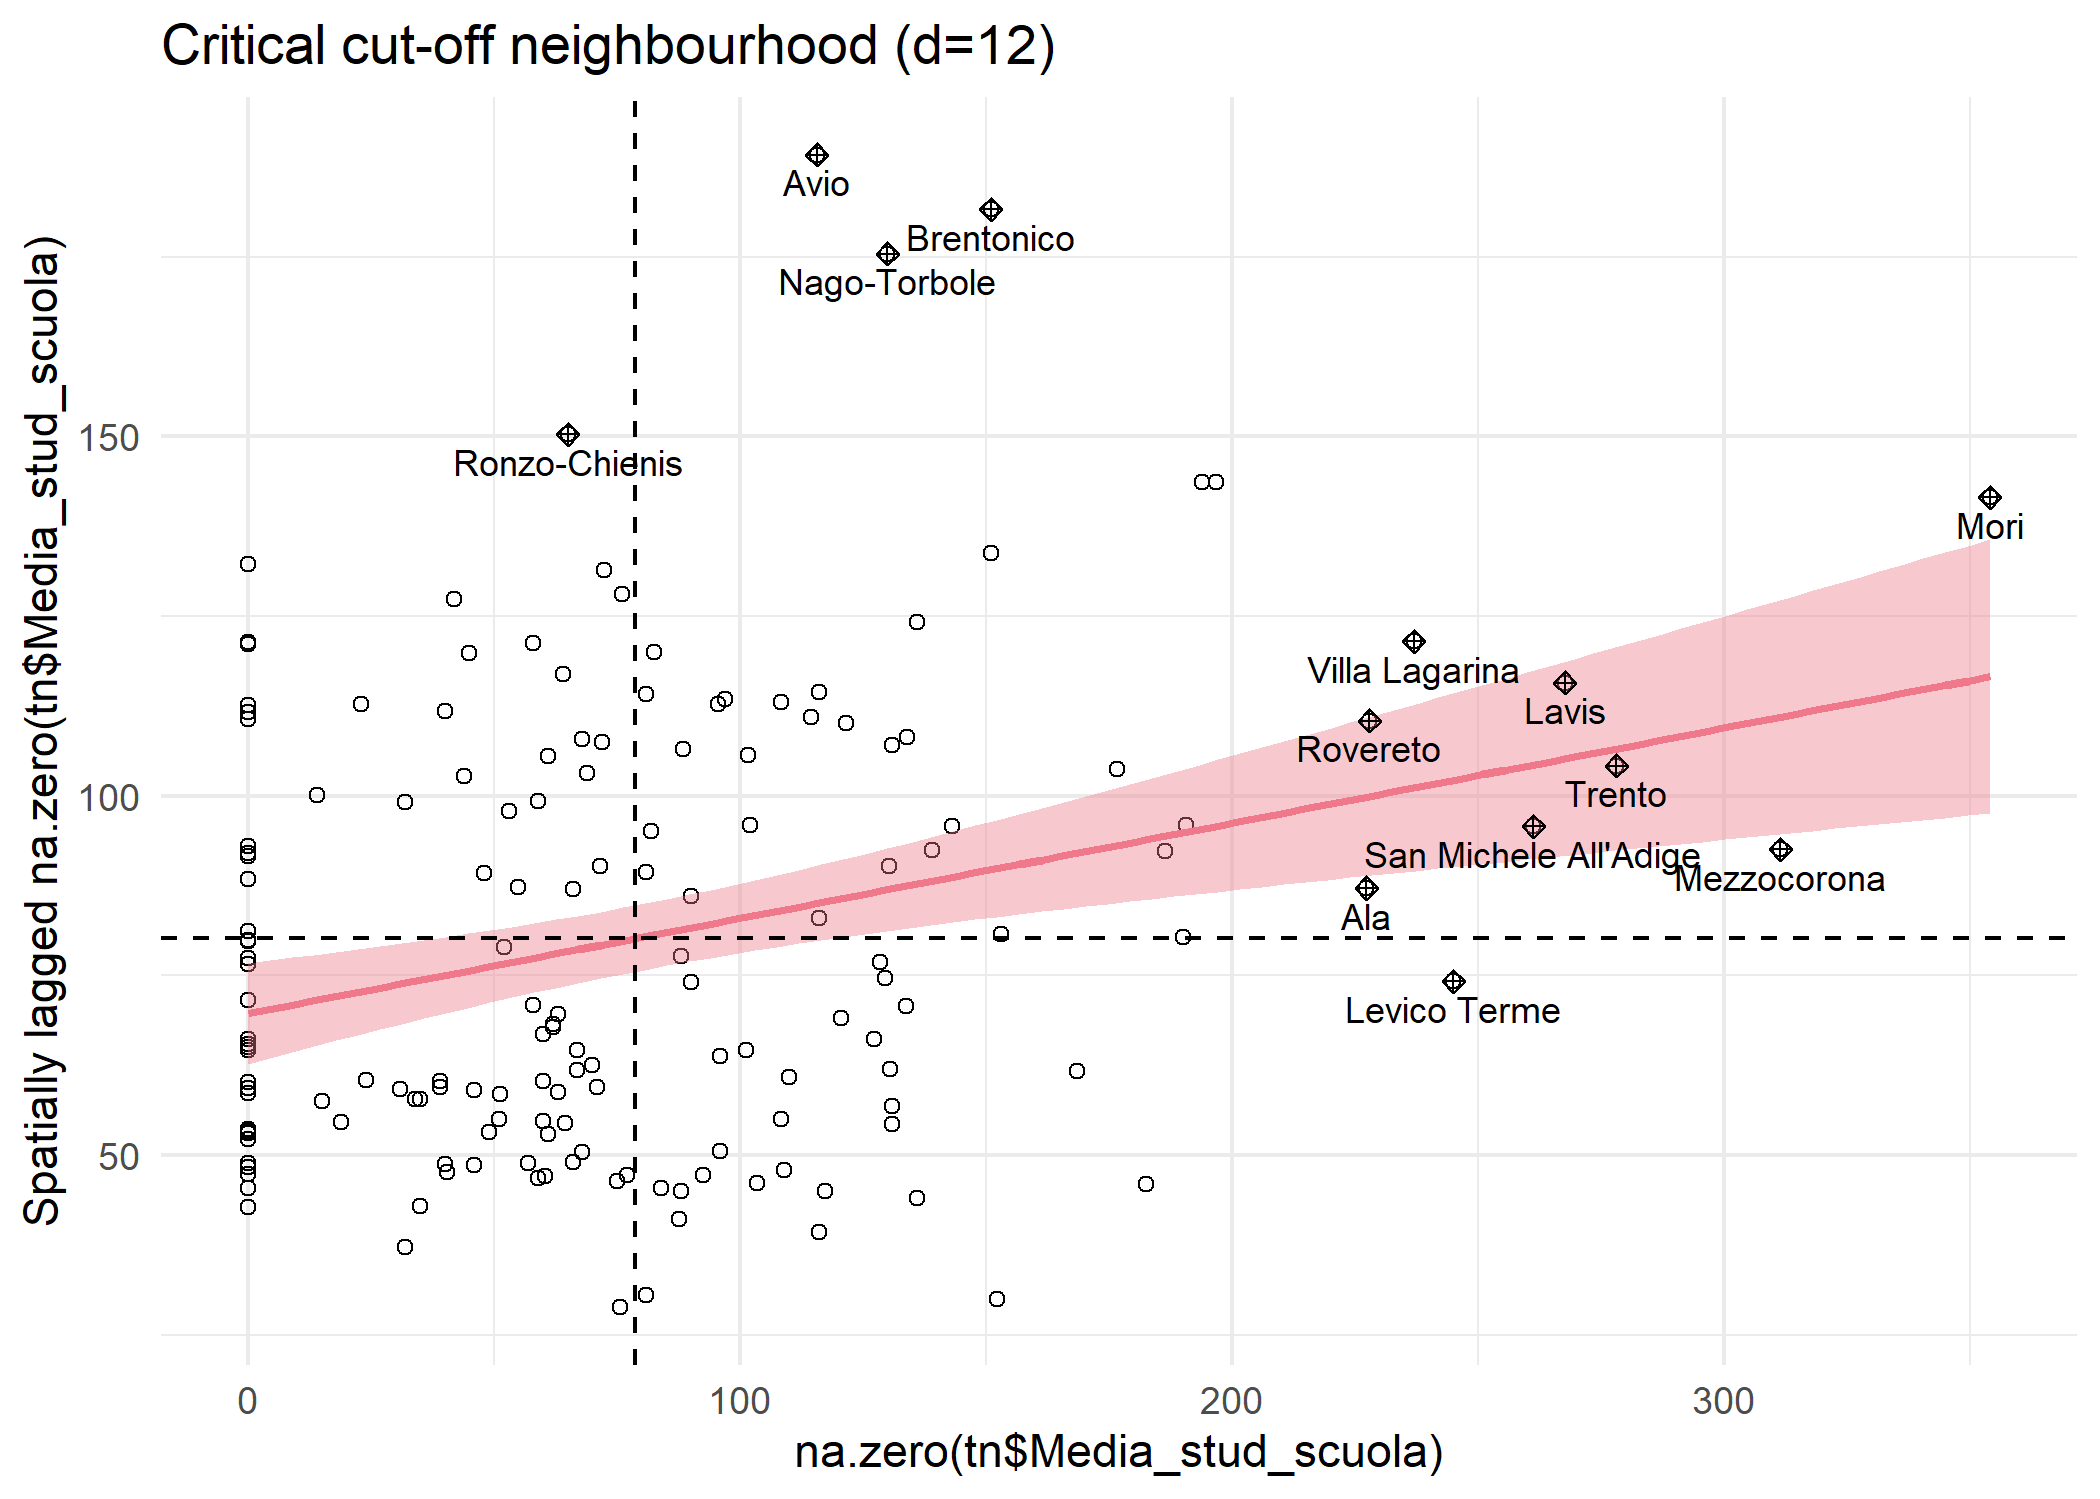 Critical cut-off neighbourhood (d=12)
Spatially lagged na.zero(tn$Media_stud_scuola)
150
100
50
Avio
Brentonico
Nago-Torbole
Ronzo-Chienis
Mori
Villa Lagarina
Lavis
Rovereto
Trento
San Michele All'Adige
Mezzocorona
Ala
Levico Terme
0
100
200
300
na.zero(tn$Media_stud_scuola)